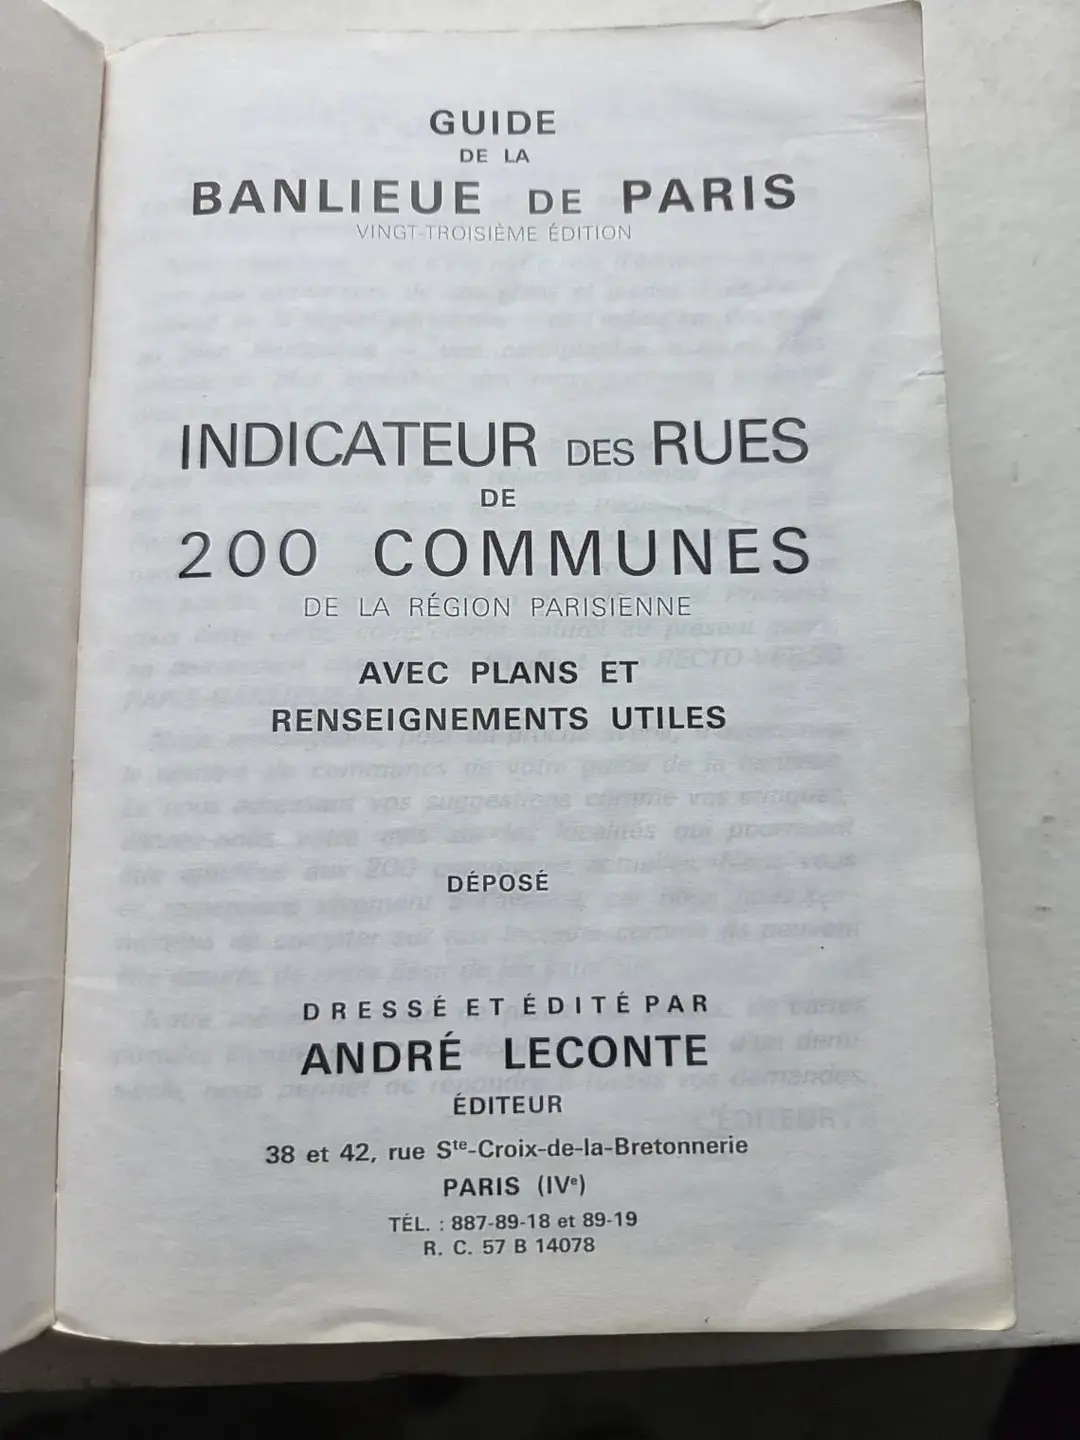 GUIDE
DE LA
BANLIEUE DE PARIS
VINGT-TROISIÈME ÉDITION
INDICATEUR DES RUES
DE
200 COMMUNES
DE LA RÉGION PARISIENNE
AVEC PLANS ET
RENSEIGNEMENTS UTILES
DÉPOSÉ
DRESSÉ ET ÉDITÉ PAR
ANDRÉ LECONTE
ÉDITEUR
38 et 42, rue Ste-Croix-de-la-Bretonnerie
PARIS (IVe)
TÉL. : 887-89-18 et 89-19
R. C. 57 B 14078